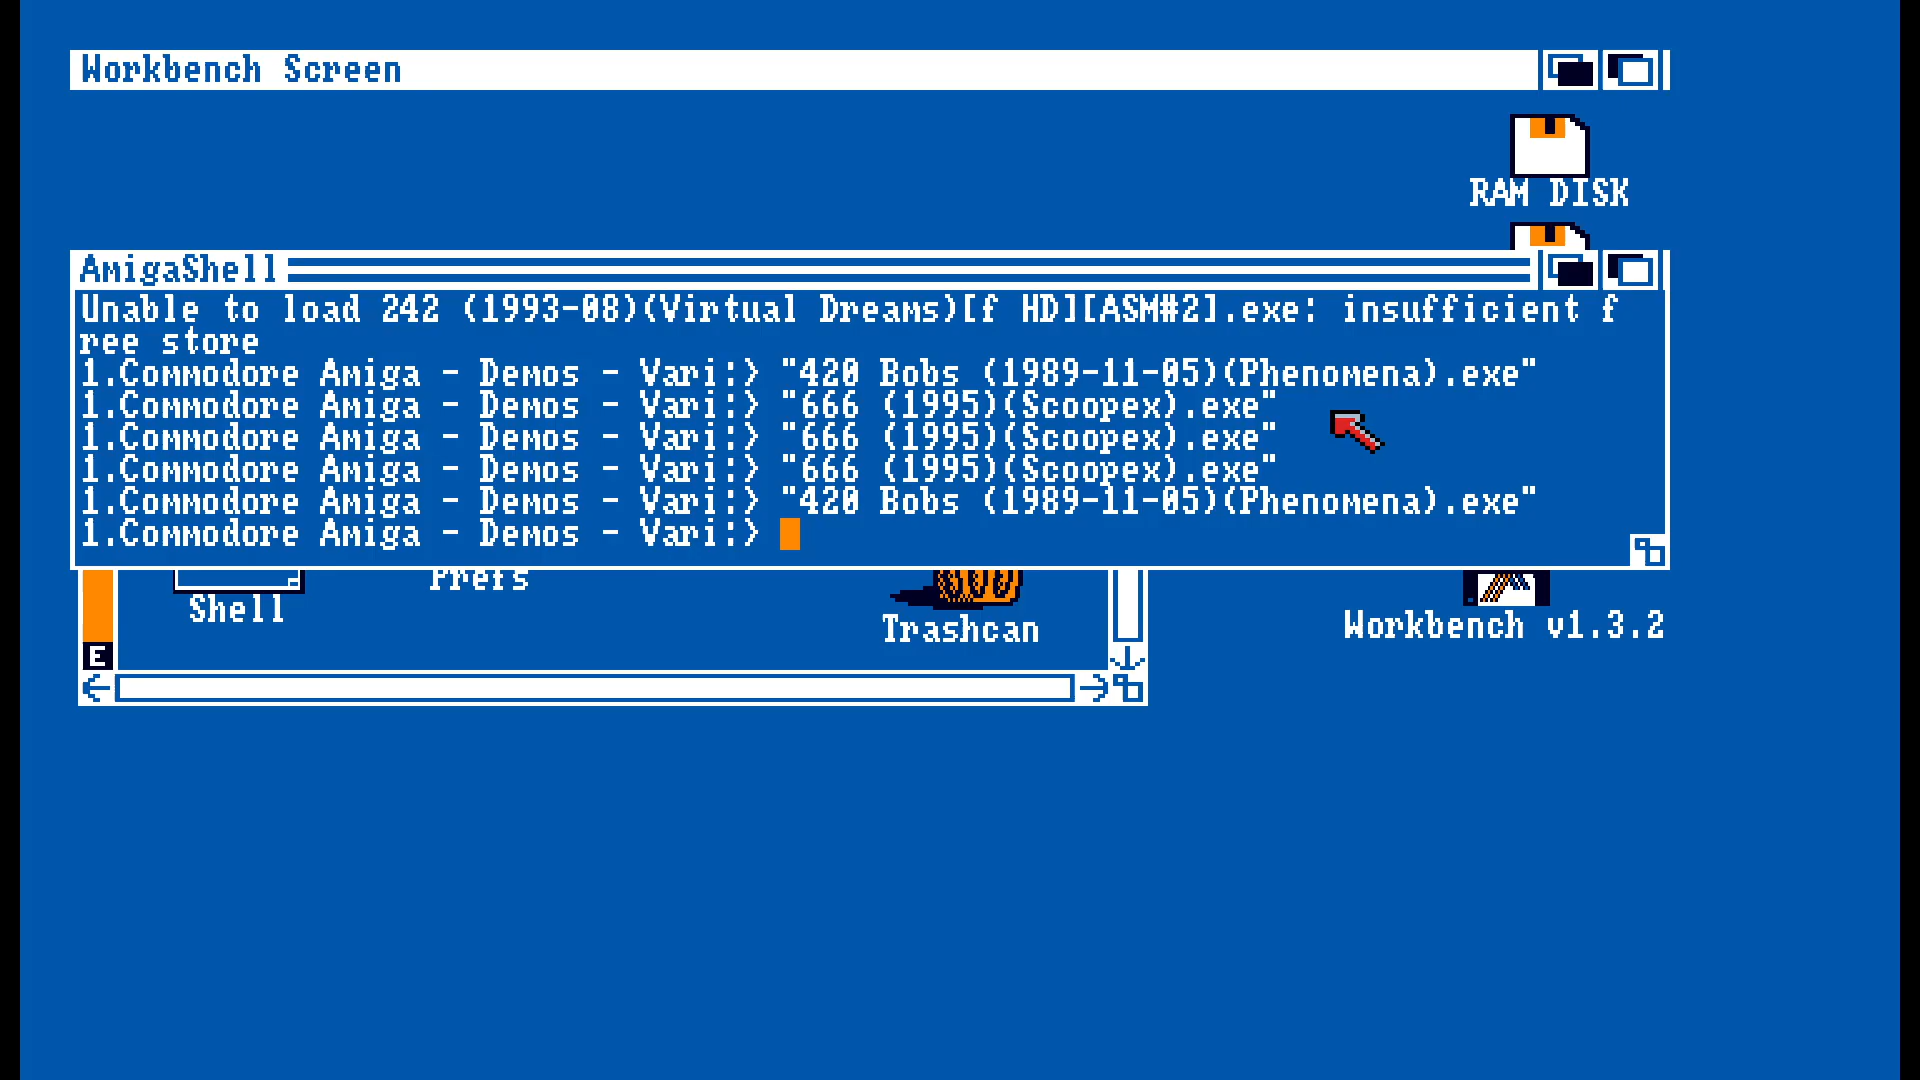 Workbench Screen
RAM DISK
AmigaShell
Unable to load 242 (1993-08)(Virtual Dreams)[f HD][ASM#2].exe: insufficient f
ree store
1.Commodore Amiga - Demos - Vari:> "420 Bobs (1989-11-05)(Phenomena).exe"
1.Commodore Amiga - Demos - Vari:> "666 (1995)(Scoopex).exe"
1.Commodore Amiga - Demos - Vari:> "666 (1995)(Scoopex).exe"
1.Commodore Amiga - Demos - Vari:> "666 (1995)(Scoopex).exe"
1.Commodore Amiga - Demos - Vari:> "420 Bobs (1989-11-05)(Phenomena).exe"
1.Commodore Amiga - Demos - Vari:>
Prefs
Shell
Trashcan
Workbench v1.3.2
E